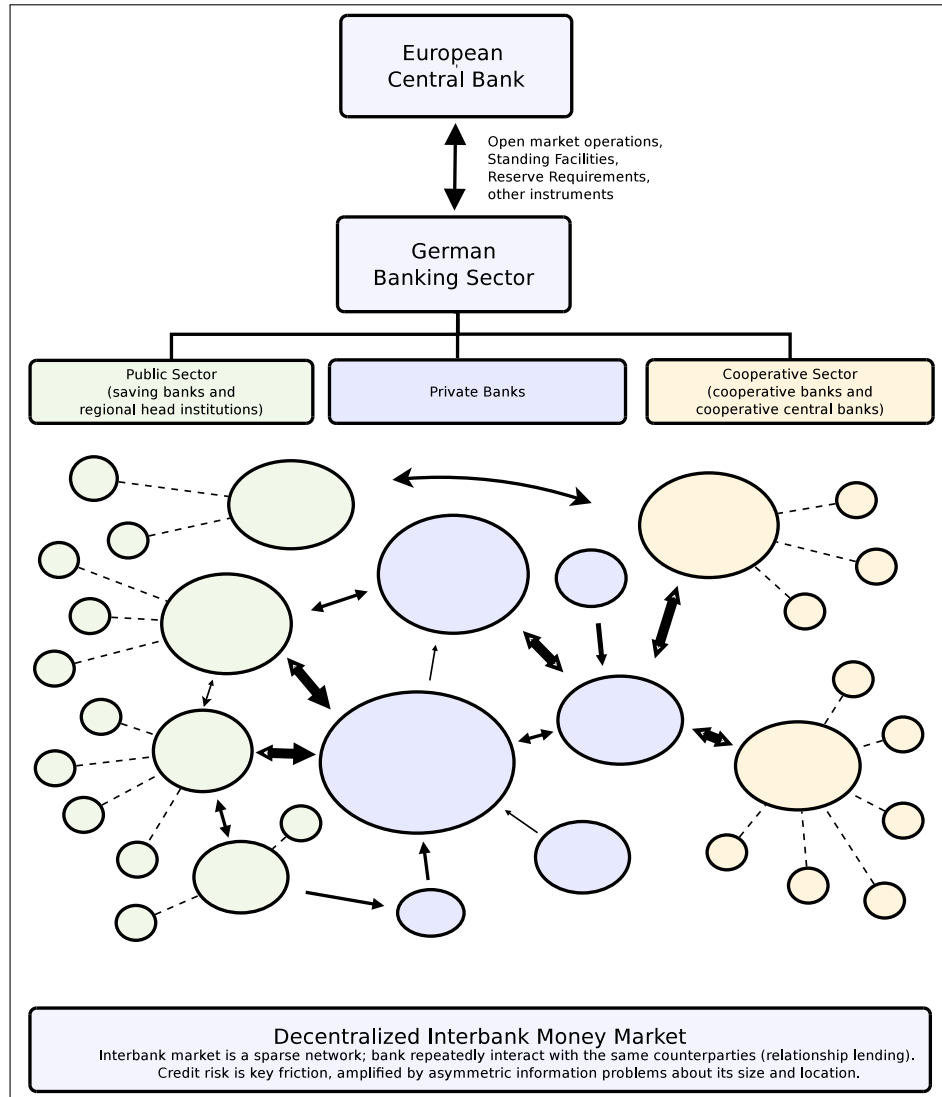 European
Central Bank
Open market operations,
Standing Facilities,
Reserve Requirements,
other instruments
German
Banking Sector
Public Sector
(saving banks and
regional head institutions)
Private Banks
Cooperative Sector
(cooperative banks and
cooperative central banks)
Decentralized Interbank Money Market
Interbank market is a sparse network; bank repeatedly interact with the same counterparties (relationship lending).
Credit risk is key friction, amplified by asymmetric information problems about its size and location.